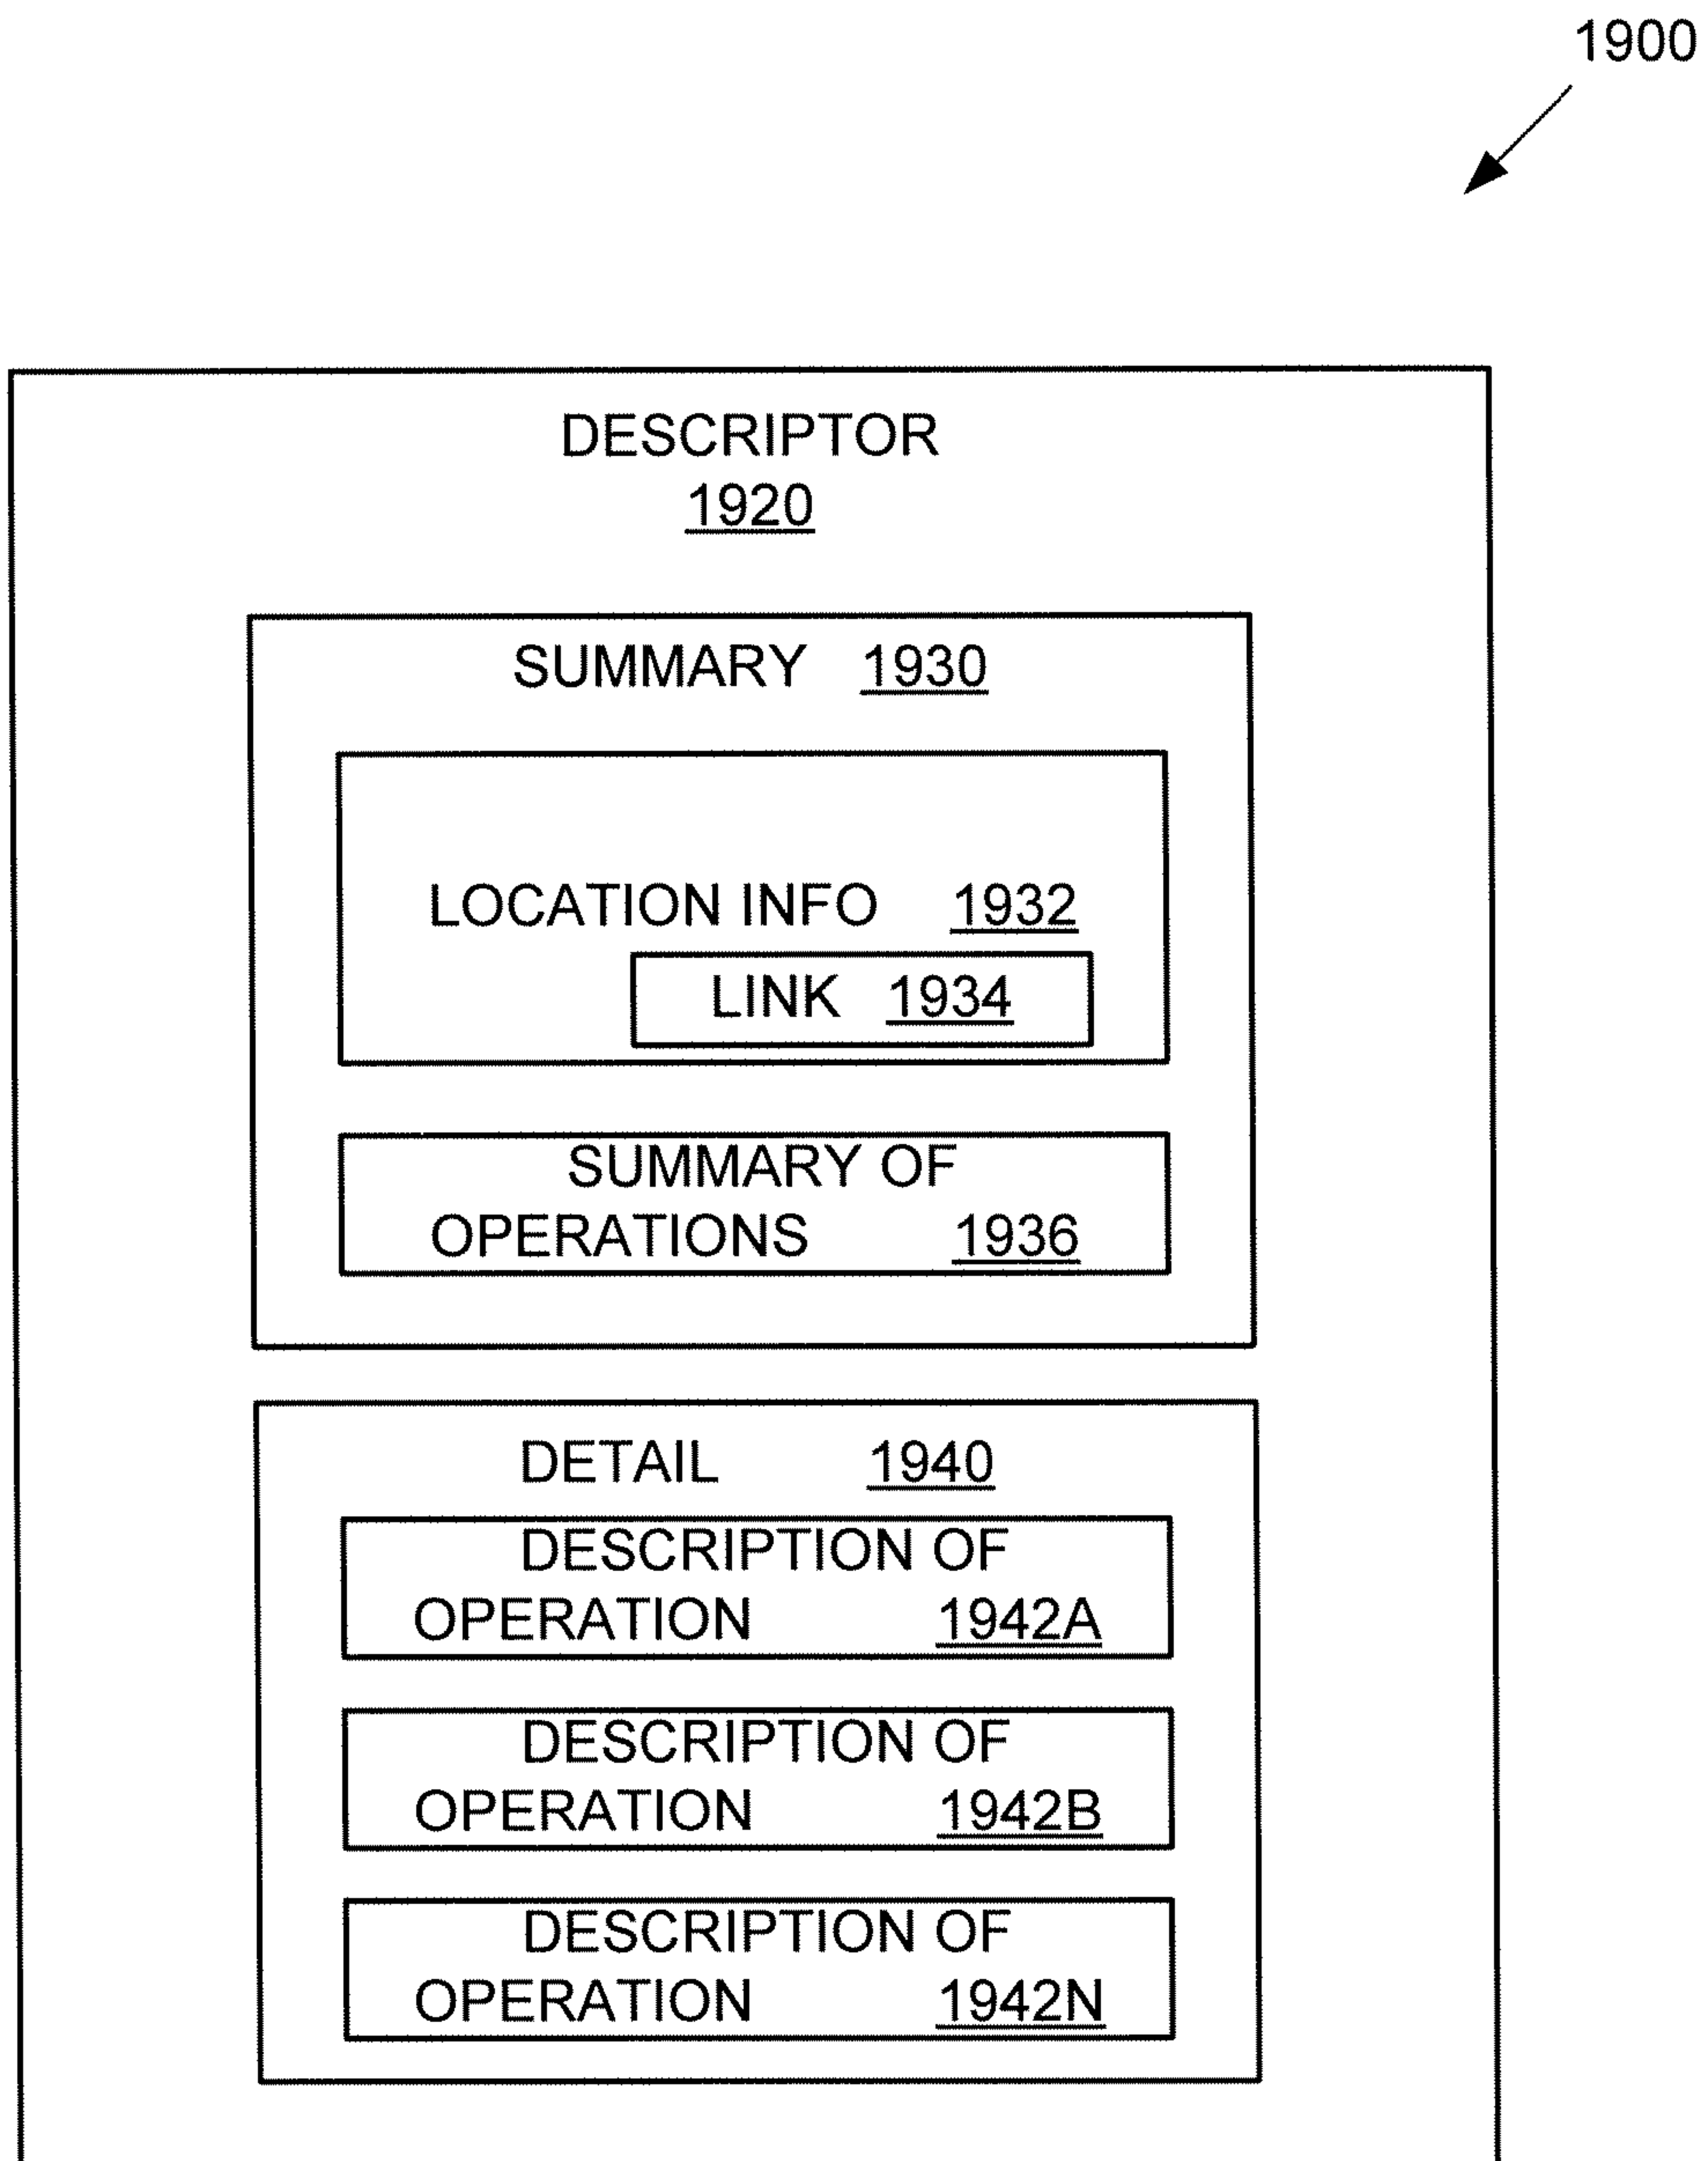 1900
DESCRIPTOR
1920
SUMMARY 1930
LOCATION INFO 1932
LINK 1934
SUMMARY OF
OPERATIONS 1936
DETAIL 1940
DESCRIPTION OF
OPERATION 1942A
DESCRIPTION OF
OPERATION 1942B
DESCRIPTION OF
OPERATION 1942N